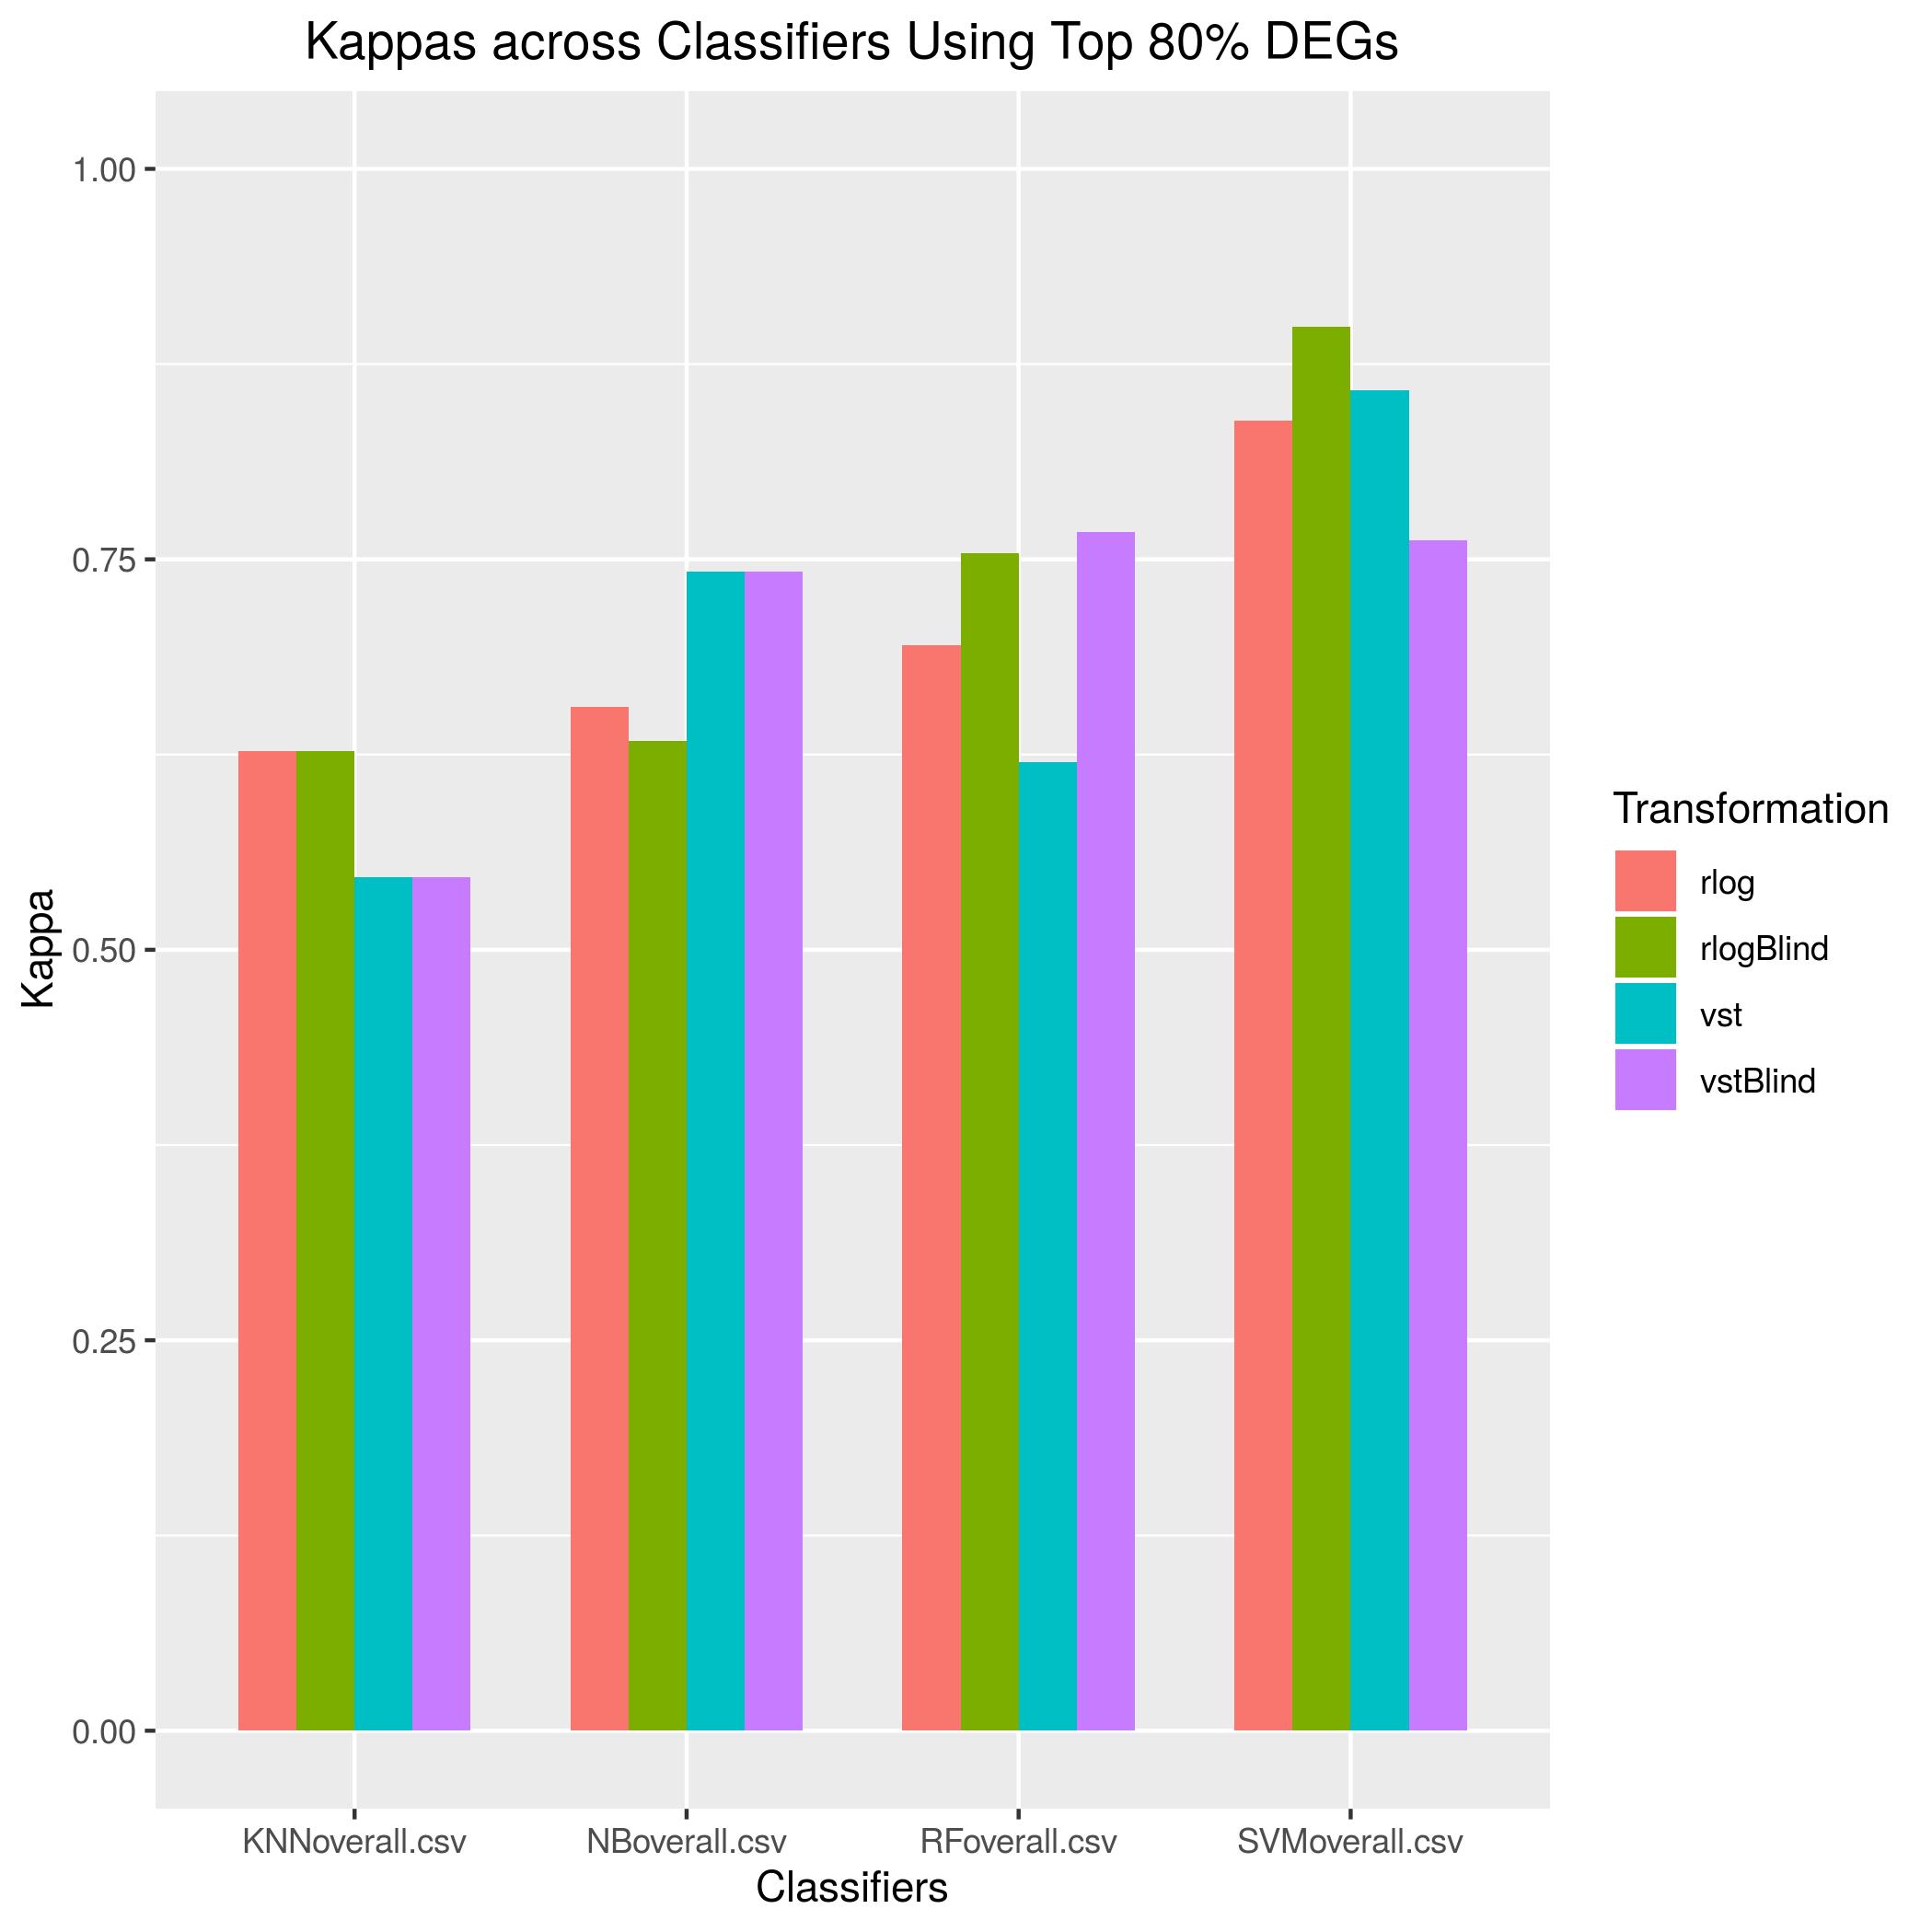 Kappas across Classifiers Using Top 80% DEGs
1.00
0.75
0.50
0.25
0.00
Kappa
KNNoverall.csv NBoverall.csv RFoverall.csv SVMoverall.csv
Classifiers
Transformation
rlog
rlogBlind
vst
vstBlind